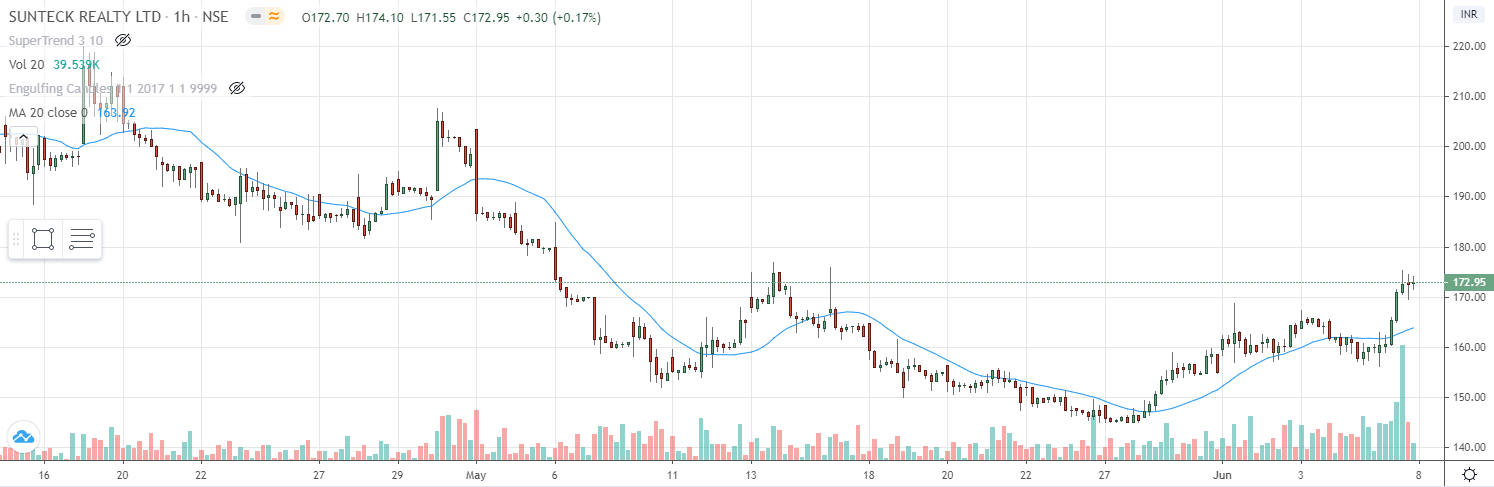 SUNTECK REALTY LTD · 1h · NSE O172.70 H174.10 L171.55 C172.95 +0.30 (+0.17%)
SuperTrend 3 10
Vol 20 39.539K
Engulfing Candles 1 1 2017 1 1 9999
MA 20 close 0 163.92
INR
220.00
210.00
200.00
190.00
180.00
172.95
170.00
160.00
150.00
140.00
16 20 22 27 29 May 6 11 13 18 20 22 27 Jun 3 8